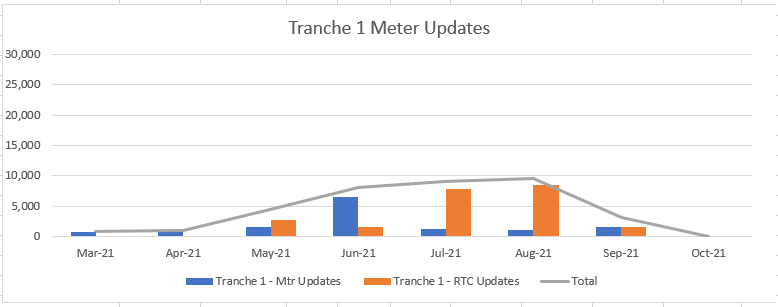 Tranche 1 Meter Updates
30,000
25,000
20,000
15,000
10,000
5,000
0
Mar-21 Apr-21 May-21 Jun-21 Jul-21 Aug-21 Sep-21 Oct-21
Tranche 1 - Mtr Updates Tranche 1 - RTC Updates Total